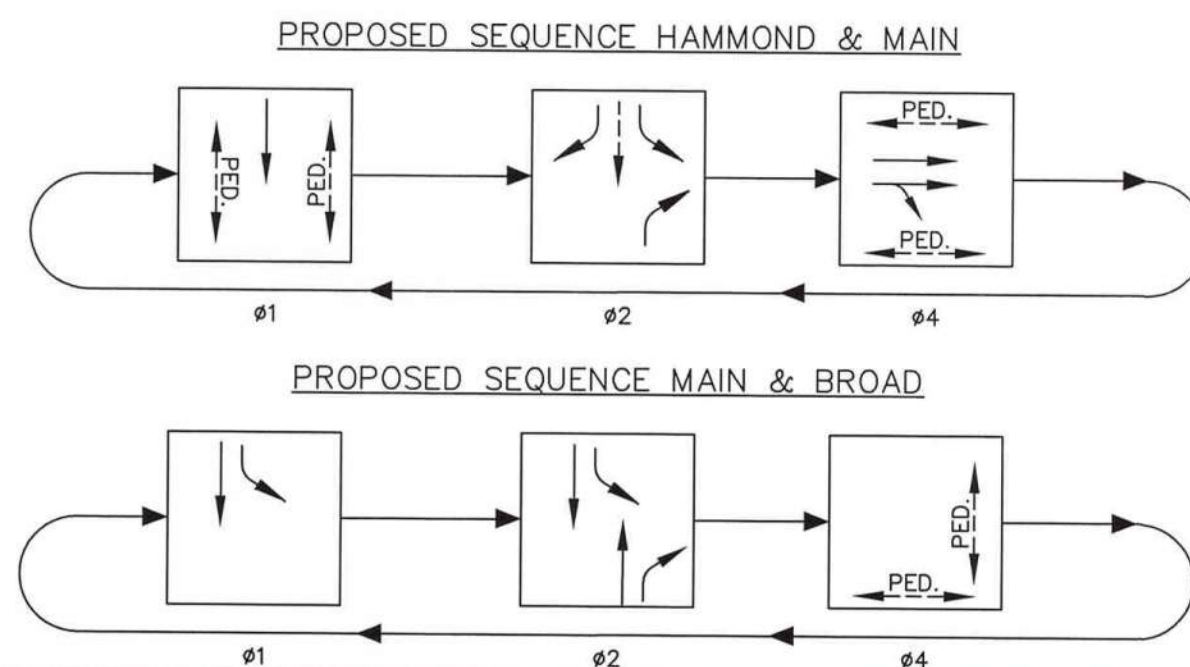 PROPOSED SEQUENCE HAMMOND & MAIN
PED. PED. PED.
PED.
ø1 ø2 ø4
PROPOSED SEQUENCE MAIN & BROAD
PED.
PED.
ø1 ø2 ø4